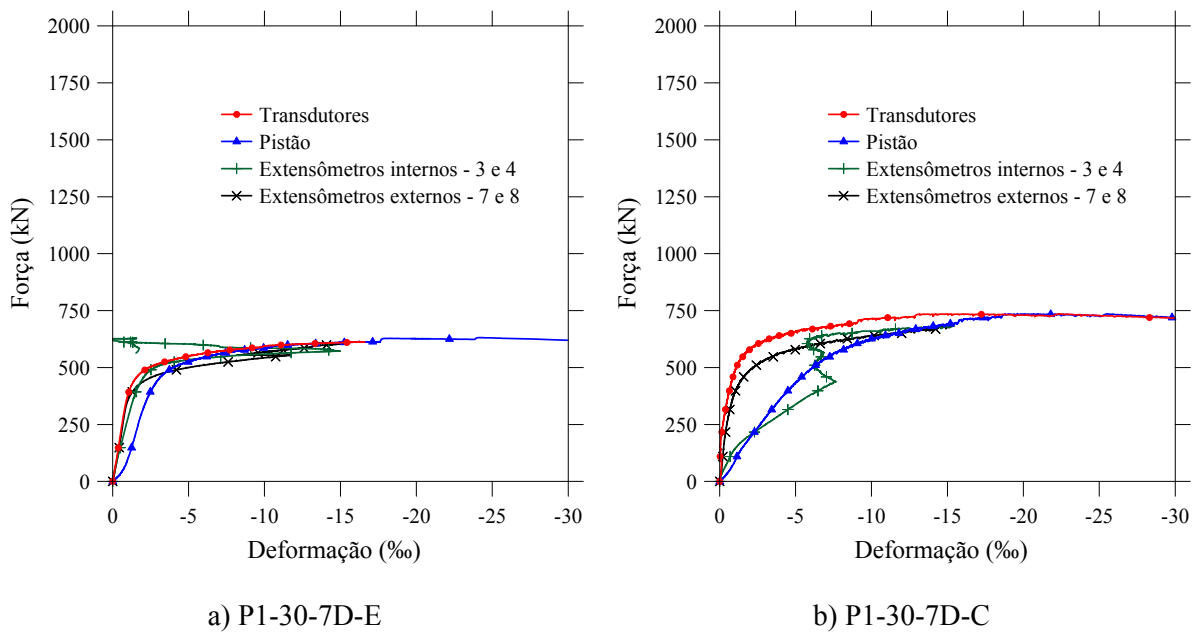 2000
1750
1500
1250
1000
750
500
250
0
Força (kN)
0 -5 -10 -15 -20 -25 -30
Deformação (‰)
Transdutores
Pistão
Extensômetros internos - 3 e 4
Extensômetros externos - 7 e 8
a) P1-30-7D-E
2000
1750
1500
1250
1000
750
500
250
0
Força (kN)
0 -5 -10 -15 -20 -25 -30
Deformação (‰)
Transdutores
Pistão
Extensômetros internos - 3 e 4
Extensômetros externos - 7 e 8
b) P1-30-7D-C